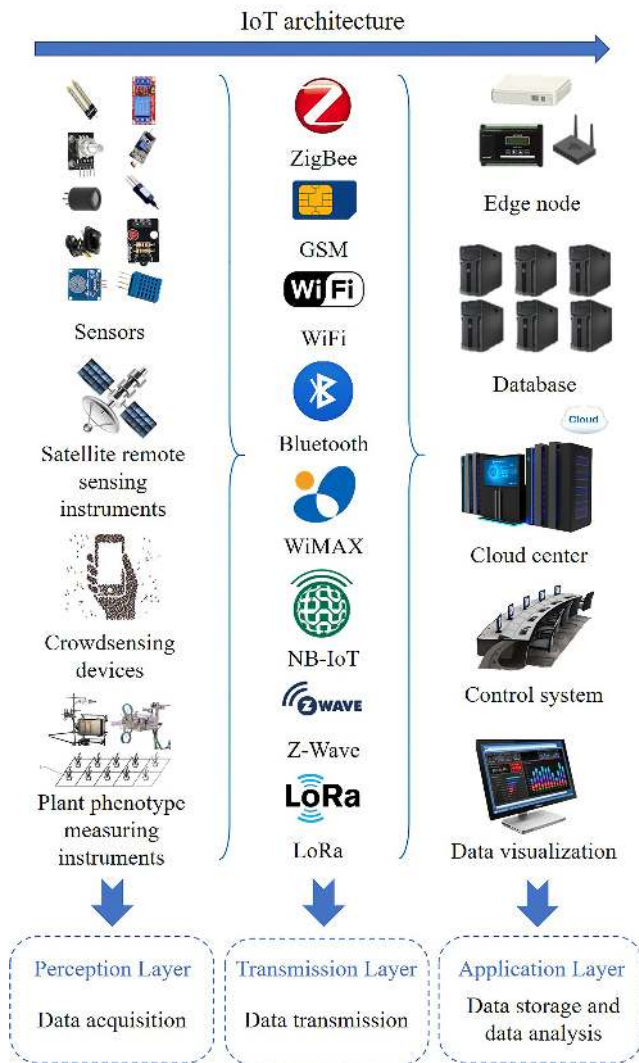 IoT architecture
Sensors
Satellite remote
sensing
instruments
Crowdsensing
devices
Plant phenotype
measuring
instruments
Z
ZigBee
GSM
WiFi
WiFi
Bluetooth
WiMAX
NB-IoT
Z WAVE
Z-Wave
LoRa
LoRa
Edge node
Database
Cloud
Cloud center
Control system
Data visualization
Perception Layer
Data acquisition
Transmission Layer
Data transmission
Application Layer
Data storage and
data analysis